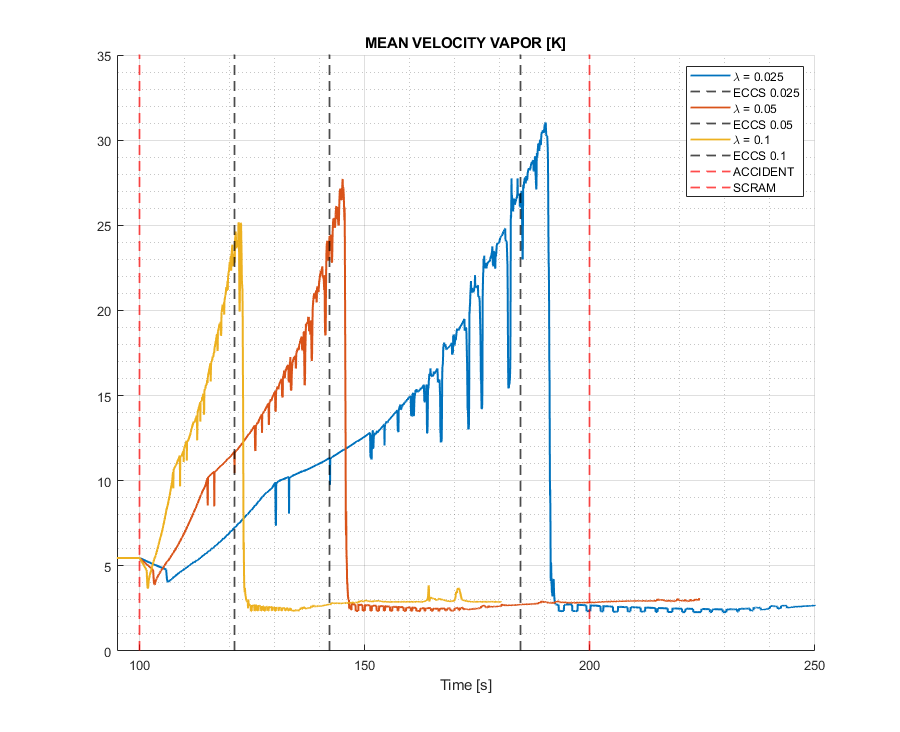 MEAN VELOCITY VAPOR [K]
35
30
25
20
15
10
5
0
λ = 0.025
ECCS 0.025
λ = 0.05
ECCS 0.05
λ = 0.1
ECCS 0.1
ACCIDENT
SCRAM
100 150 200 250
Time [s]